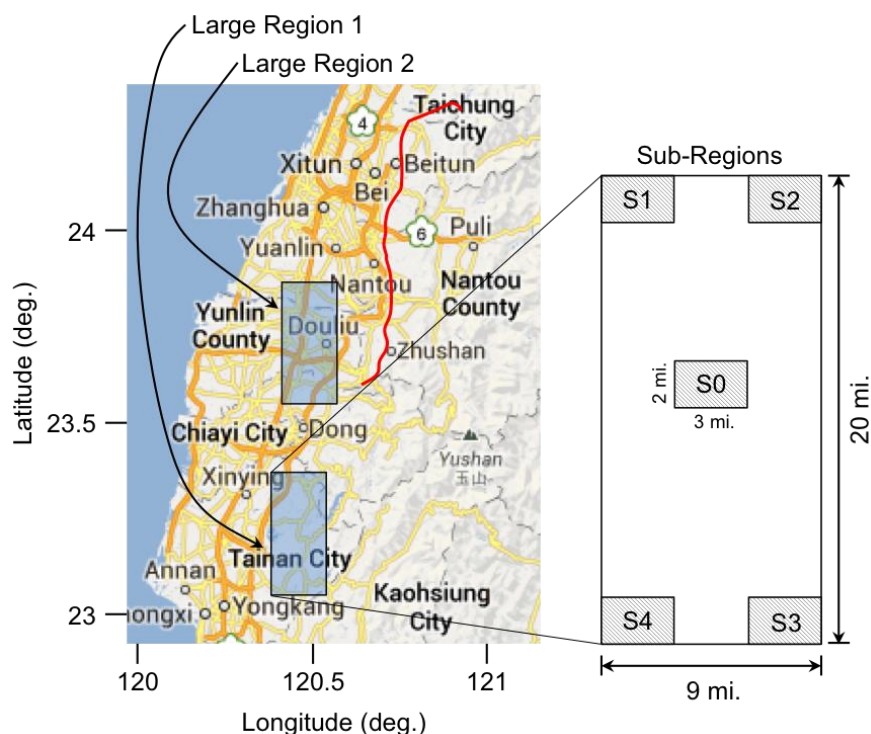 Large Region 1
Large Region 2
Taichung
City
4
Xitun
Beitun
Bei
Zhanghua
6
Puli
Yuanlin
Nantou
Nantou
County
Yunlin
County
Douliu
Zhushan
Chiayi City
Dong
Yushan
玉山
Xinying
Tainan City
Annan
Kaohsiung
City
ongxi
Yongkang
24
23.5
23
Latitude (deg.)
120
120.5
121
Longitude (deg.)
Sub-Regions
S1
S2
S0
2 mi.
3 mi.
20 mi.
S4
S3
9 mi.